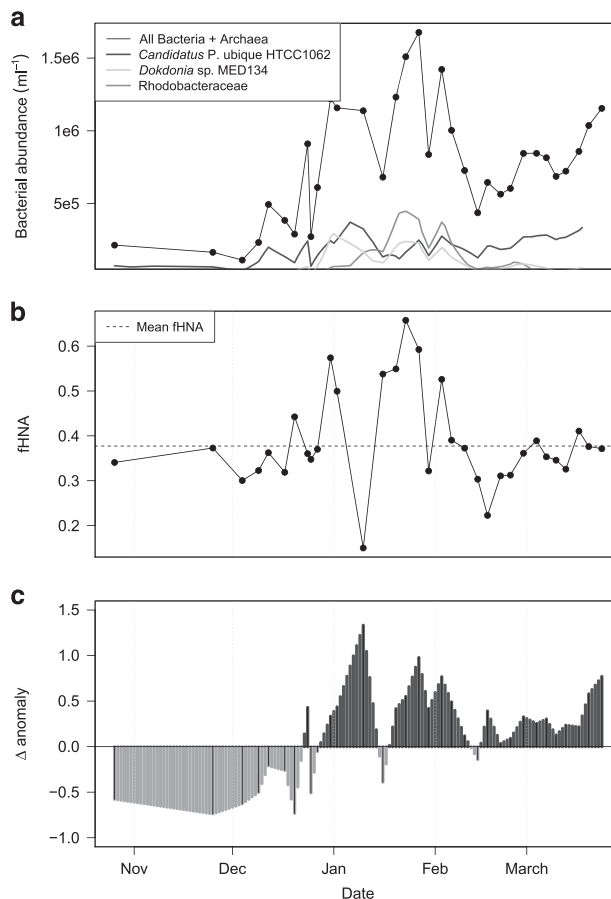 a
Bacterial abundance (ml−1)
1.5e6
1e6
5e5
All Bacteria + Archaea
Candidatus P. ubique HTCC1062
Dokdonia sp. MED134
Rhodobacteraceae
b
fHNA
0.6
0.5
0.4
0.3
0.2
Mean fHNA
c
Δ anomaly
1.5
1.0
0.5
0.0
−0.5
−1.0
Nov Dec Jan Feb March
Date